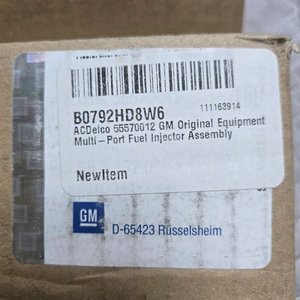 B0792HD8W6
111163914
ACDelco 55570012 GM Original Equipment
Multi-Port Fuel Injector Assembly
NewItem
GM
D-65423 Rüsselsheim